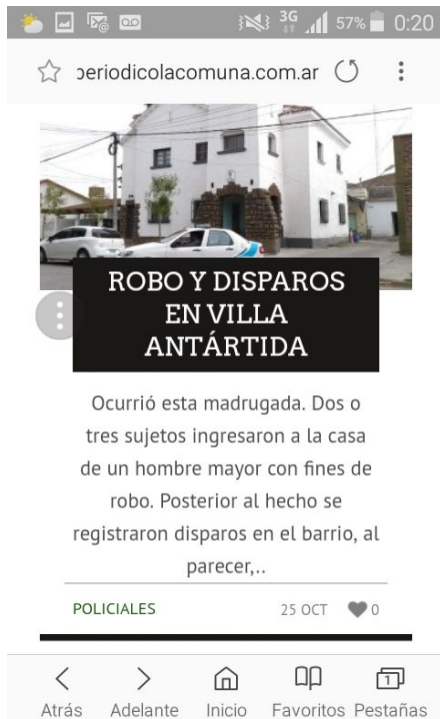 3G 57% 0:20
periodicolacomuna.com.ar
ROBO Y DISPAROS
EN VILLA
ANTÁRTIDA
Ocurrió esta madrugada. Dos o
tres sujetos ingresaron a la casa
de un hombre mayor con fines de
robo. Posterior al hecho se
registraron disparos en el barrio, al
parecer,..
POLICIALES 25 OCT 0
1
Atrás Adelante Inicio Favoritos Pestañas